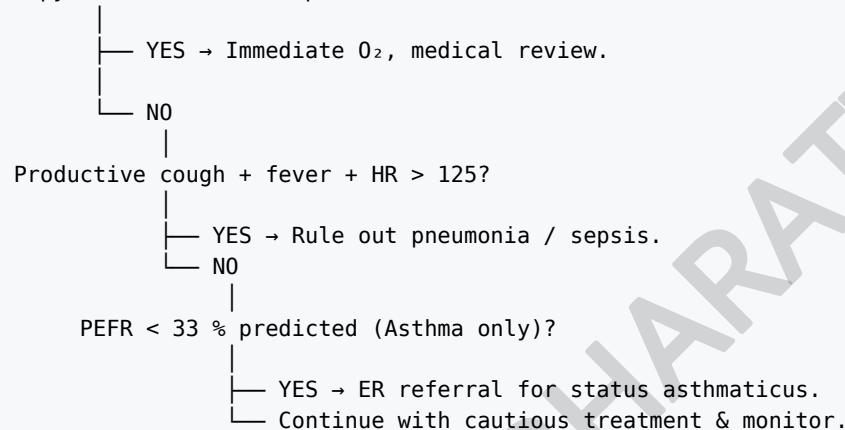 YES → Immediate O₂, medical review.
NO
Productive cough + fever + HR > 125?
YES → Rule out pneumonia / sepsis.
NO
PEFR < 33 % predicted (Asthma only)?
YES → ER referral for status asthmaticus.
Continue with cautious treatment & monitor.
HARAT